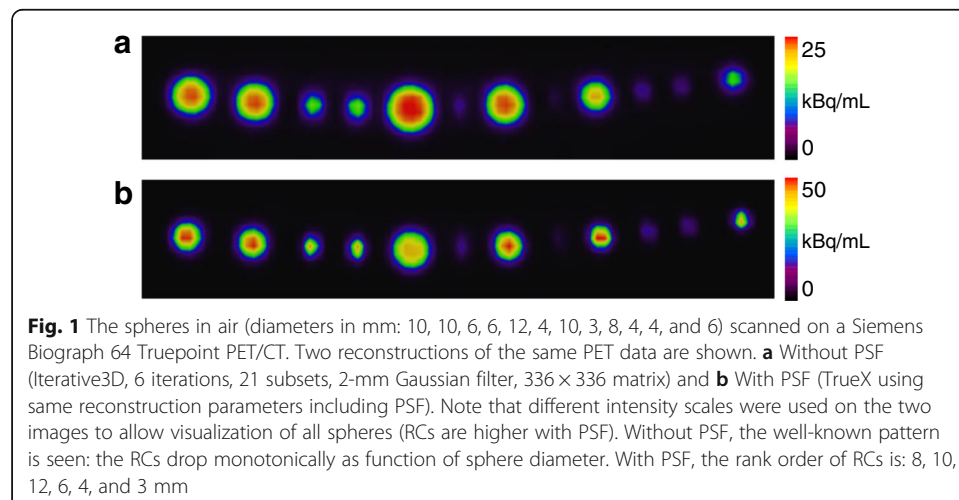 a
25
kBq/mL
0
b
50
kBq/mL
0
Fig. 1 The spheres in air (diameters in mm: 10, 10, 6, 6, 12, 4, 10, 3, 8, 4, 4, and 6) scanned on a Siemens
Biograph 64 Truepoint PET/CT. Two reconstructions of the same PET data are shown. a Without PSF
(Iterative3D, 6 iterations, 21 subsets, 2-mm Gaussian filter, 336 × 336 matrix) and b With PSF (TrueX using
same reconstruction parameters including PSF). Note that different intensity scales were used on the two
images to allow visualization of all spheres (RCs are higher with PSF). Without PSF, the well-known pattern
is seen: the RCs drop monotonically as function of sphere diameter. With PSF, the rank order of RCs is: 8, 10,
12, 6, 4, and 3 mm